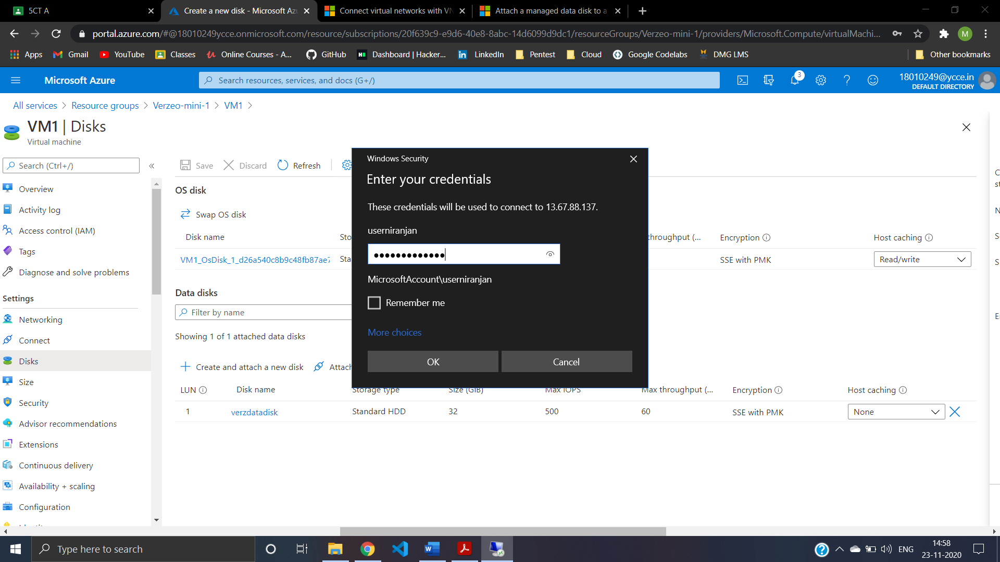 5CT A
Create a new disk - Microsoft Az
Connect virtual networks with VN
Attach a managed data disk to a
portal.azure.com/#@18010249ycce.onmicrosoft.com/resource/subscriptions/20f639c9-e9d6-40e8-8abc-14d6099d9dc1/resourceGroups/Verzeo-mini-1/providers/Microsoft.Compute/virtualMachi...
M
Apps
Gmail
YouTube
Classes
Online Courses - A...
GitHub
Dashboard | Hacker...
LinkedIn
Pentest
Cloud
Google Codelabs
DMG LMS
Other bookmarks
Microsoft Azure
Search resources, services, and docs (G+/)
3
18010249@ycce.in
DEFAULT DIRECTORY
All services > Resource groups > Verzeo-mini-1 > VM1 >
VM1 | Disks
Virtual machine
Search (Ctrl+/)
«
Overview
Activity log
Access control (IAM)
Tags
Diagnose and solve problems
Settings
Networking
Connect
Disks
Size
Security
Advisor recommendations
Extensions
Continuous delivery
Availability + scaling
Configuration
Save
Discard
Refresh
OS disk
Swap OS disk
Disk name
Sto
throughput (...
Encryption
Host caching
VM1_OsDisk_1_d26a540c8b9c48fb87ae7
Sta
SSE with PMK
Read/write
Data disks
Filter by name
Showing 1 of 1 attached data disks
Create and attach a new disk
Attach
LUN
Disk name
Storage type
Size (GiB)
Max IOPS
Max throughput (...
Encryption
Host caching
1
verzdatadisk
Standard HDD
32
500
60
SSE with PMK
None
Windows Security
Enter your credentials
These credentials will be used to connect to 13.67.88.137.
userniranjan
●●●●●●●●●●●●●
MicrosoftAccount\userniranjan
Remember me
More choices
OK
Cancel
Type here to search
ENG
14:58
23-11-2020